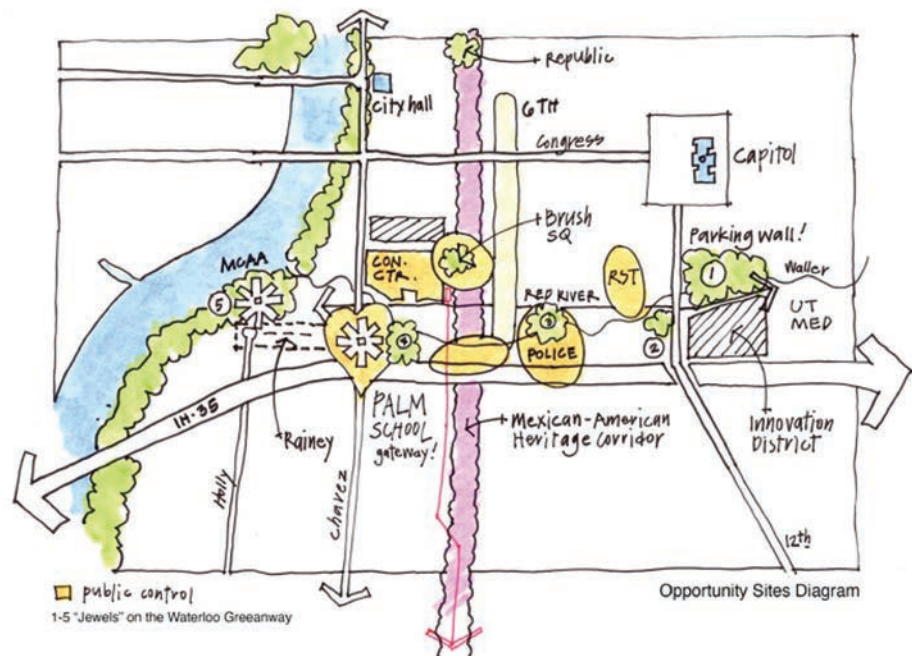 Republic
city hall
6TH
Congress
Capitol
Brush
SQ
Parking wall!
MCAA
CON.
CTR.
RST
1
Waller
5
RED RIVER
UT
MED
4
3
POLICE
2
IH-35
PALM
SCHOOL
gateway!
Rainey
Mexican-American
Heritage Corridor
Innovation
District
Holly
Chavez
12th
public control
1-5 "Jewels" on the Waterloo Greeanway
Opportunity Sites Diagram